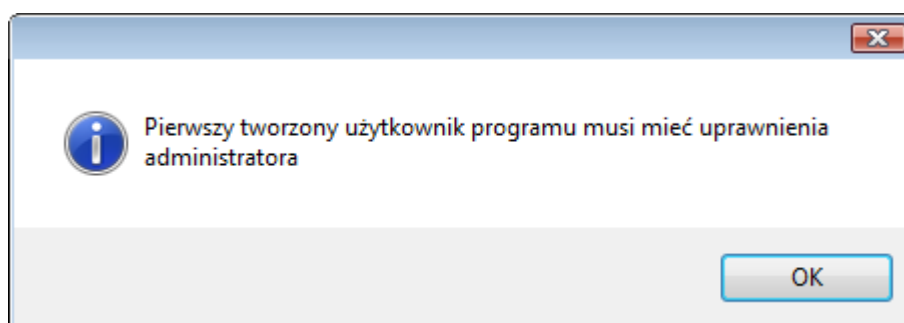 Pierwszy tworzony użytkownik programu musi mieć uprawnienia
administratora
OK